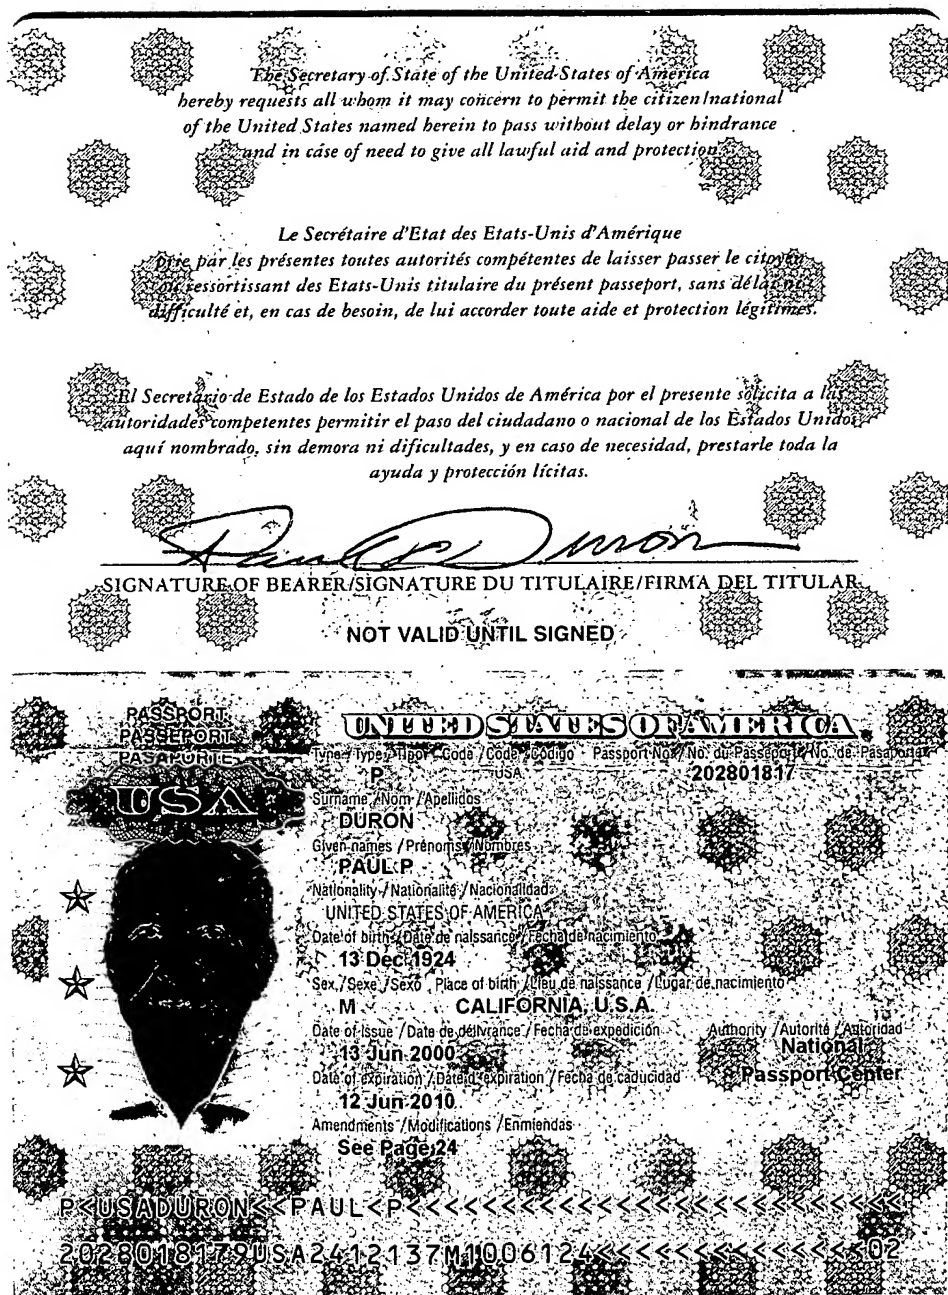 The Secretary of State of the United States of America
hereby requests all whom it may concern to permit the citizen/national
of the United States named herein to pass without delay or hindrance
and in case of need to give all lawful aid and protection.
Le Secrétaire d'Etat des Etats-Unis d'Amérique
prie par les présentes toutes autorités compétentes de laisser passer le citoyen
ou ressortissant des Etats-Unis titulaire du présent passeport, sans délai ni
difficulté et, en cas de besoin, de lui accorder toute aide et protection légitimes.
El Secretario de Estado de los Estados Unidos de América por el presente solicita a las
autoridades competentes permitir el paso del ciudadano o nacional de los Estados Unidos
aquí nombrado, sin demora ni dificultades, y en caso de necesidad, prestarle toda la
ayuda y protección lícitas.
Paul P Duron
SIGNATURE OF BEARER/SIGNATURE DU TITULAIRE/FIRMA DEL TITULAR
NOT VALID UNTIL SIGNED
PASSPORT
PASSEPORT
PASAPORTE
USA
UNITED STATES OF AMERICA
Type / Type / Tipo Code / Code / Código Passport No. / No. du Passeport / No. de Pasaporte
P USA 202801817
Surname / Nom / Apellidos
DURON
Given names / Prénoms / Nombres
PAUL P
Nationality / Nationalité / Nacionalidad
UNITED STATES OF AMERICA
Date of birth / Date de naissance / Fecha de nacimiento
13 Dec 1924
Sex / Sexe / Sexo Place of birth / Lieu de naissance / Lugar de nacimiento
M CALIFORNIA, U.S.A.
Date of issue / Date de délivrance / Fecha de expedición Authority / Autorité / Autoridad
13 Jun 2000 National
Date of expiration / Date d'expiration / Fecha de caducidad Passport Center
12 Jun 2010
Amendments / Modifications / Enmiendas
See Page 24
P<USADURON<<PAUL<P<<<<<<<<<<<<<<<<<<<<<<<<<<
2028018179USA2412137M1006124<<<<<<<<<<<<<<02